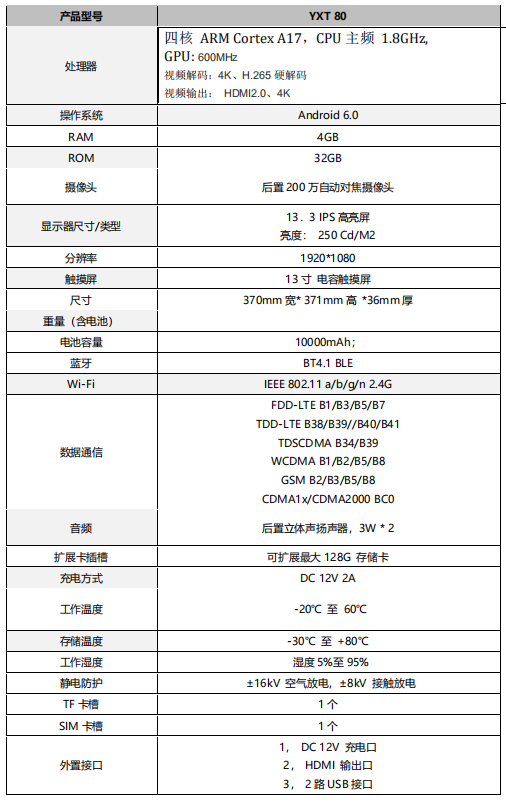 产品型号 YXT 80
处理器
四核 ARM Cortex A17，CPU 主频 1.8GHz,
GPU: 600MHz
视频解码：4K、H.265 硬解码
视频输出： HDMI2.0、4K
操作系统 Android 6.0
RAM 4GB
ROM 32GB
摄像头 后置 200 万自动对焦摄像头
显示器尺寸/类型
13．3 IPS 高亮屏
亮度： 250 Cd/M2
分辨率 1920*1080
触摸屏 13 寸 电容触摸屏
尺寸 370mm 宽* 371mm 高 *36mm 厚
重量（含电池）
电池容量 10000mAh；
蓝牙 BT4.1 BLE
Wi-Fi IEEE 802.11 a/b/g/n 2.4G
数据通信
FDD-LTE B1/B3/B5/B7
TDD-LTE B38/B39//B40/B41
TDSCDMA B34/B39
WCDMA B1/B2/B5/B8
GSM B2/B3/B5/B8
CDMA1x/CDMA2000 BC0
音频 后置立体声扬声器，3W * 2
扩展卡插槽 可扩展最大 128G 存储卡
充电方式 DC 12V 2A
工作温度 -20℃ 至 60℃
存储温度 -30℃ 至 +80℃
工作湿度 湿度 5%至 95%
静电防护 ±16kV 空气放电，±8kV 接触放电
TF 卡槽 1 个
SIM 卡槽 1 个
外置接口
1， DC 12V 充电口
2， HDMI 输出口
3， 2 路 USB 接口